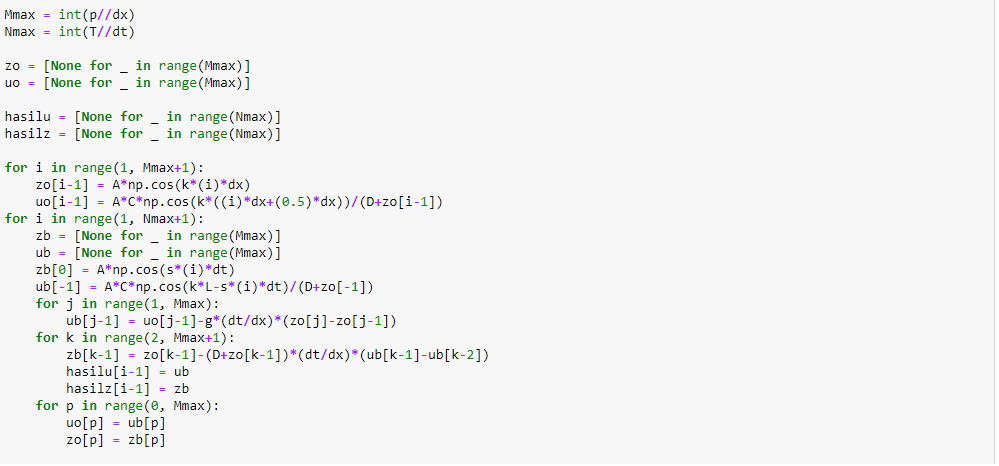 Mmax = int(p//dx)
Nmax = int(T//dt)

zo = [None for _ in range(Mmax)]
uo = [None for _ in range(Mmax)]

hasilu = [None for _ in range(Nmax)]
hasilz = [None for _ in range(Nmax)]

for i in range(1, Mmax+1):
    zo[i-1] = A*np.cos(k*(i)*dx)
    uo[i-1] = A*C*np.cos(k*((i)*dx+(0.5)*dx))/(D+zo[i-1])
for i in range(1, Nmax+1):
    zb = [None for _ in range(Mmax)]
    ub = [None for _ in range(Mmax)]
    zb[0] = A*np.cos(s*(i)*dt)
    ub[-1] = A*C*np.cos(k*L-s*(i)*dt)/(D+zo[-1])
    for j in range(1, Mmax):
        ub[j-1] = uo[j-1]-g*(dt/dx)*(zo[j]-zo[j-1])
    for k in range(2, Mmax+1):
        zb[k-1] = zo[k-1]-(D+zo[k-1])*(dt/dx)*(ub[k-1]-ub[k-2])
        hasilu[i-1] = ub
        hasilz[i-1] = zb
    for p in range(0, Mmax):
        uo[p] = ub[p]
        zo[p] = zb[p]